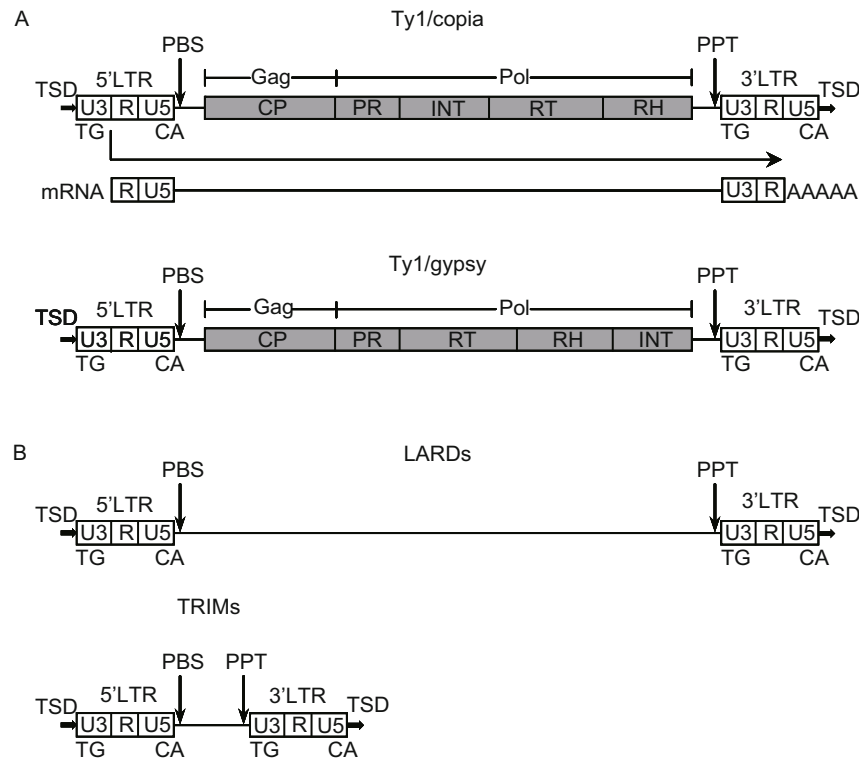 A
Ty1/copia
PBS
PPT
TSD 5'LTR Gag Pol 3'LTR TSD
U3 R U5 CP PR INT RT RH U3 R U5
TG CA TG CA
mRNA R U5 U3 R AAAAA
Ty1/gypsy
PBS PPT
TSD 5'LTR Gag Pol 3'LTR TSD
U3 R U5 CP PR RT RH INT U3 R U5
TG CA TG CA
B
LARDs
PBS PPT
TSD 5'LTR 3'LTR TSD
U3 R U5 U3 R U5
TG CA TG CA
TRIMs
PBS PPT
TSD 5'LTR 3'LTR TSD
U3 R U5 U3 R U5
TG CA TG CA